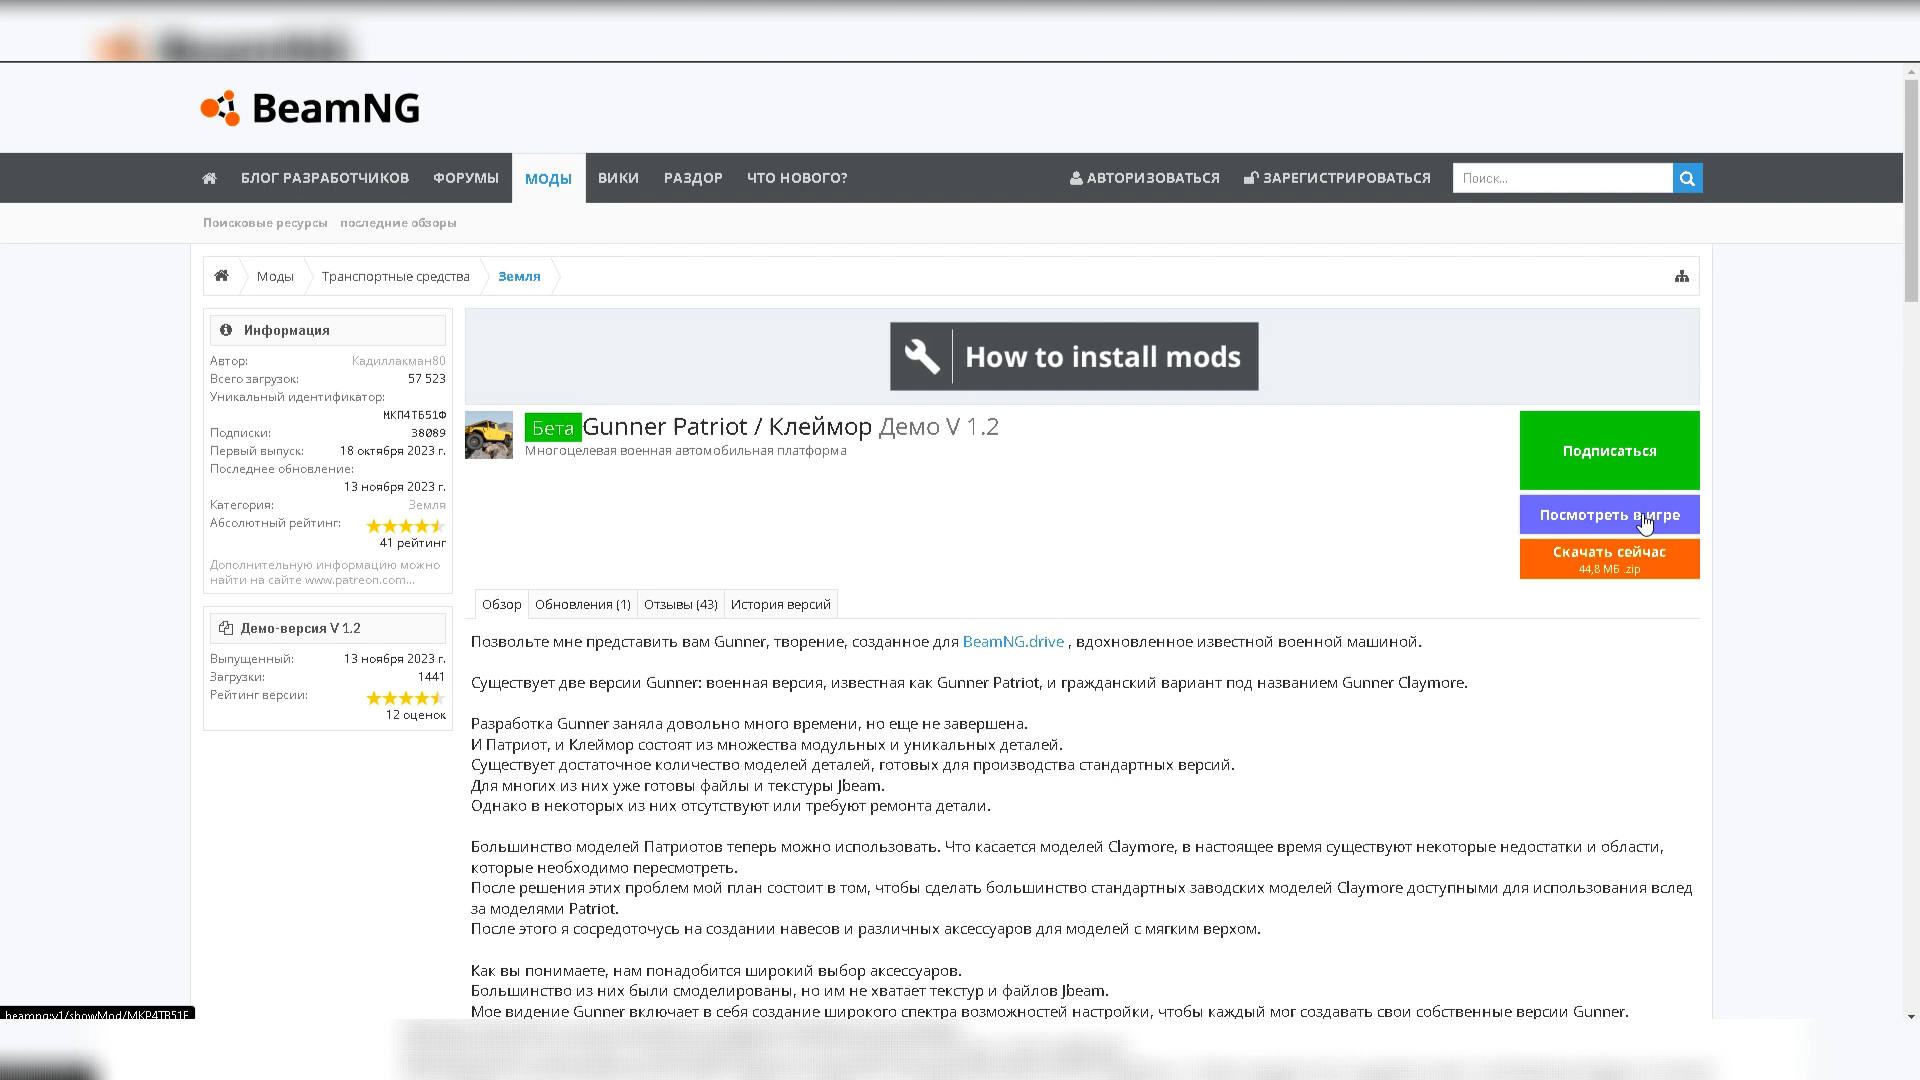 BeamNG
БЛОГ РАЗРАБОТЧИКОВ ФОРУМЫ МОДЫ ВИКИ РАЗДОР ЧТО НОВОГО? АВТОРИЗОВАТЬСЯ ЗАРЕГИСТРИРОВАТЬСЯ Поиск...
Поисковые ресурсы последние обзоры
Моды Транспортные средства Земля
Информация
Автор: Кадиллакман80
Всего загрузок: 57 523
Уникальный идентификатор:
МКП4ТБ51Ф
Подписки: 38089
Первый выпуск: 18 октября 2023 г.
Последнее обновление:
13 ноября 2023 г.
Категория: Земля
Абсолютный рейтинг:
41 рейтинг
Дополнительную информацию можно
найти на сайте www.patreon.com...
Демо-версия V 1.2
Выпущенный: 13 ноября 2023 г.
Загрузки: 1441
Рейтинг версии:
12 оценок
How to install mods
Бета Gunner Patriot / Клеймор Демо V 1.2
Многоцелевая военная автомобильная платформа
Подписаться
Посмотреть в игре
Скачать сейчас
44,8 МБ .zip
Обзор Обновления (1) Отзывы (43) История версий
Позвольте мне представить вам Gunner, творение, созданное для BeamNG.drive , вдохновленное известной военной машиной.
Существует две версии Gunner: военная версия, известная как Gunner Patriot, и гражданский вариант под названием Gunner Claymore.
Разработка Gunner заняла довольно много времени, но еще не завершена.
И Патриот, и Клеймор состоят из множества модульных и уникальных деталей.
Существует достаточное количество моделей деталей, готовых для производства стандартных версий.
Для многих из них уже готовы файлы и текстуры Jbeam.
Однако в некоторых из них отсутствуют или требуют ремонта детали.
Большинство моделей Патриотов теперь можно использовать. Что касается моделей Claymore, в настоящее время существуют некоторые недостатки и области,
которые необходимо пересмотреть.
После решения этих проблем мой план состоит в том, чтобы сделать большинство стандартных заводских моделей Claymore доступными для использования вслед
за моделями Patriot.
После этого я сосредоточусь на создании навесов и различных аксессуаров для моделей с мягким верхом.
Как вы понимаете, нам понадобится широкий выбор аксессуаров.
Большинство из них были смоделированы, но им не хватает текстур и файлов Jbeam.
Мое видение Gunner включает в себя создание широкого спектра возможностей настройки, чтобы каждый мог создавать свои собственные версии Gunner.
beamng:v1/showMod/MKP4TB51F